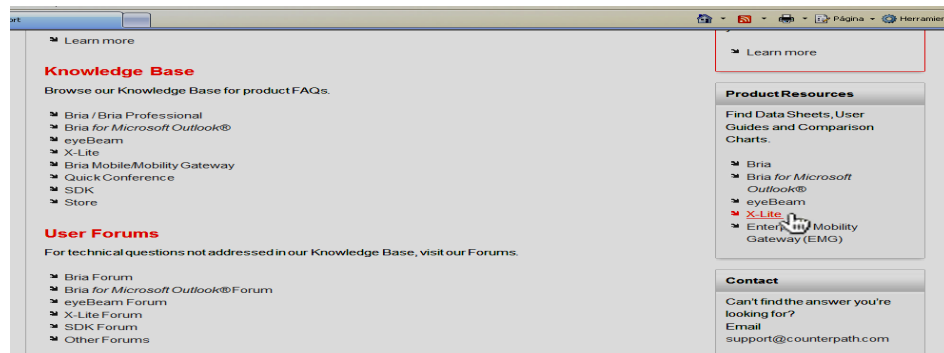 ort
Página
Herramien
Learn more
Knowledge Base
Browse our Knowledge Base for product FAQs.
Bria / Bria Professional
Bria for Microsoft Outlook®
eyeBeam
X-Lite
Bria Mobile/Mobility Gateway
Quick Conference
SDK
Store
User Forums
For technical questions not addressed in our Knowledge Base, visit our Forums.
Bria Forum
Bria for Microsoft Outlook® Forum
eyeBeam Forum
X-Lite Forum
SDK Forum
Other Forums
Learn more
Product Resources
Find Data Sheets, User
Guides and Comparison
Charts.
Bria
Bria for Microsoft
Outlook®
eyeBeam
X-Lite
Mobility
Gateway (EMG)
Contact
Can't find the answer you're
looking for?
Email
support@counterpath.com